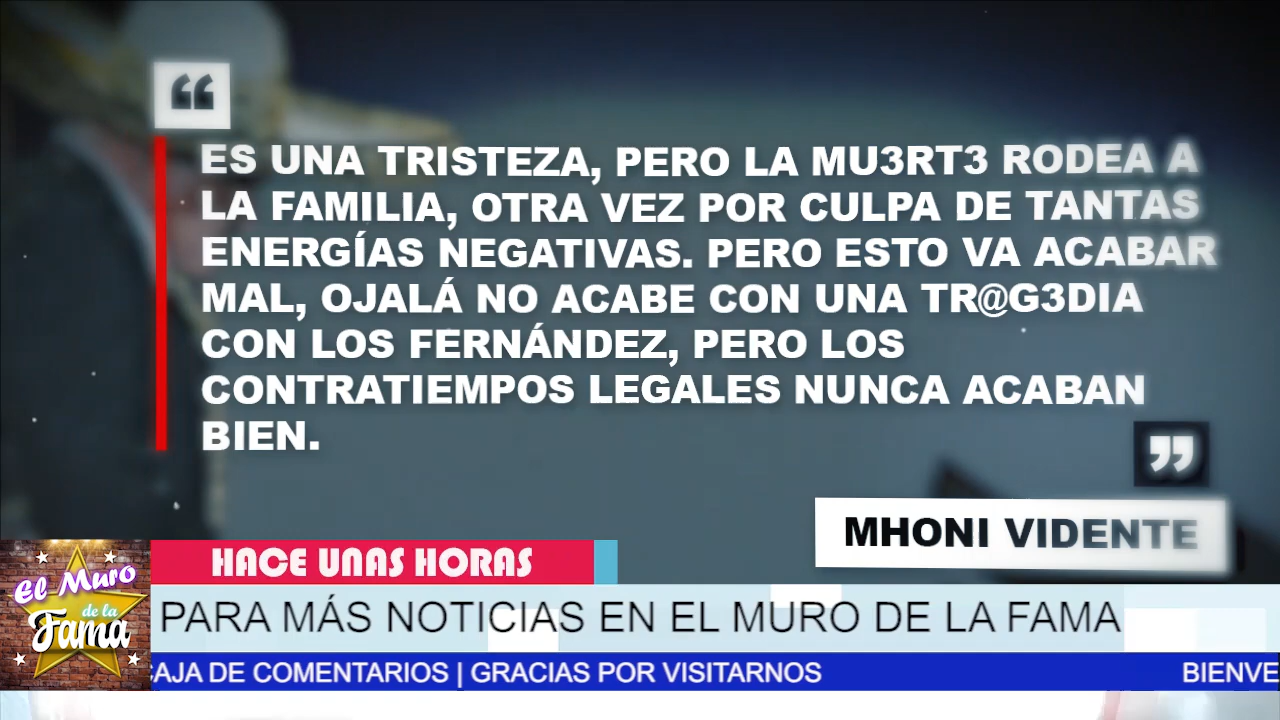 ES UNA TRISTEZA, PERO LA MU3RT3 RODEA A
LA FAMILIA, OTRA VEZ POR CULPA DE TANTAS
ENERGÍAS NEGATIVAS. PERO ESTO VA ACABAR
MAL, OJALÁ NO ACABE CON UNA TR@G3DIA
CON LOS FERNÁNDEZ, PERO LOS
CONTRATIEMPOS LEGALES NUNCA ACABAN
BIEN.
MHONI VIDENTE
HACE UNAS HORAS
El Muro
de la
Fama
PARA MÁS NOTICIAS EN EL MURO DE LA FAMA
AJA DE COMENTARIOS | GRACIAS POR VISITARNOS
BIENVE